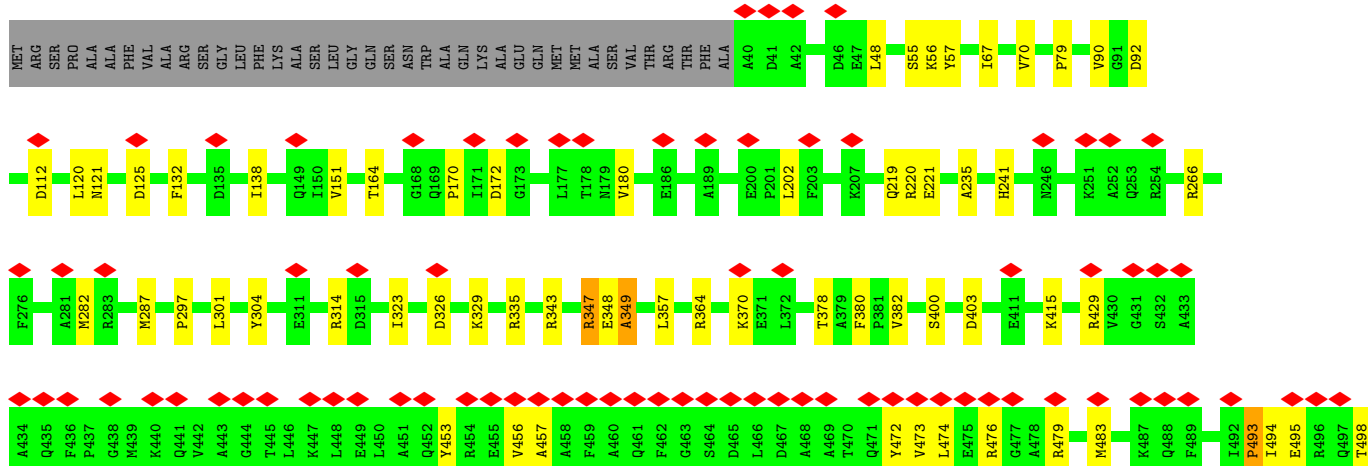 MET ARG SER PRO ALA ALA PHE VAL ALA ARG SER GLY LEU PHE LYS ALA SER LEU GLY GLN SER ASN TRP ALA GLN LYS ALA GLU GLN MET MET ALA SER VAL THR ARG THR PHE ALA A40 D41 A42 D46 E47 L48 S55 K56 Y57 I67 V70 P79 V90 G91 D92
D112 L120 N121 D125 F132 D135 I138 Q149 I150 V151 T164 G168 Q169 P170 I171 D172 G173 L177 T178 N179 V180 E186 A189 E200 P201 L202 F203 K207 Q219 R220 E221 A235 H241 N246 K251 A252 Q253 R254 R266
F276 A281 M282 R283 M287 P297 L301 Y304 E311 R314 D315 I323 D326 K329 R335 R343 R347 E348 A349 L357 R364 K370 E371 L372 T378 A379 F380 P381 V382 S400 D403 E411 K415 R429 V430 G431 S432 A433
A434 Q435 F436 P437 G438 M439 K440 Q441 V442 A443 G444 T445 L446 K447 L448 E449 L450 A451 Q452 Y453 R454 E455 V456 A457 A458 F459 A460 Q461 F462 G463 S464 D465 L466 D467 A468 A469 T470 Q471 Y472 V473 L474 E475 R476 G477 A478 R479 M483 K487 Q488 F489 I492 P493 I494 E495 R496 Q497 T498